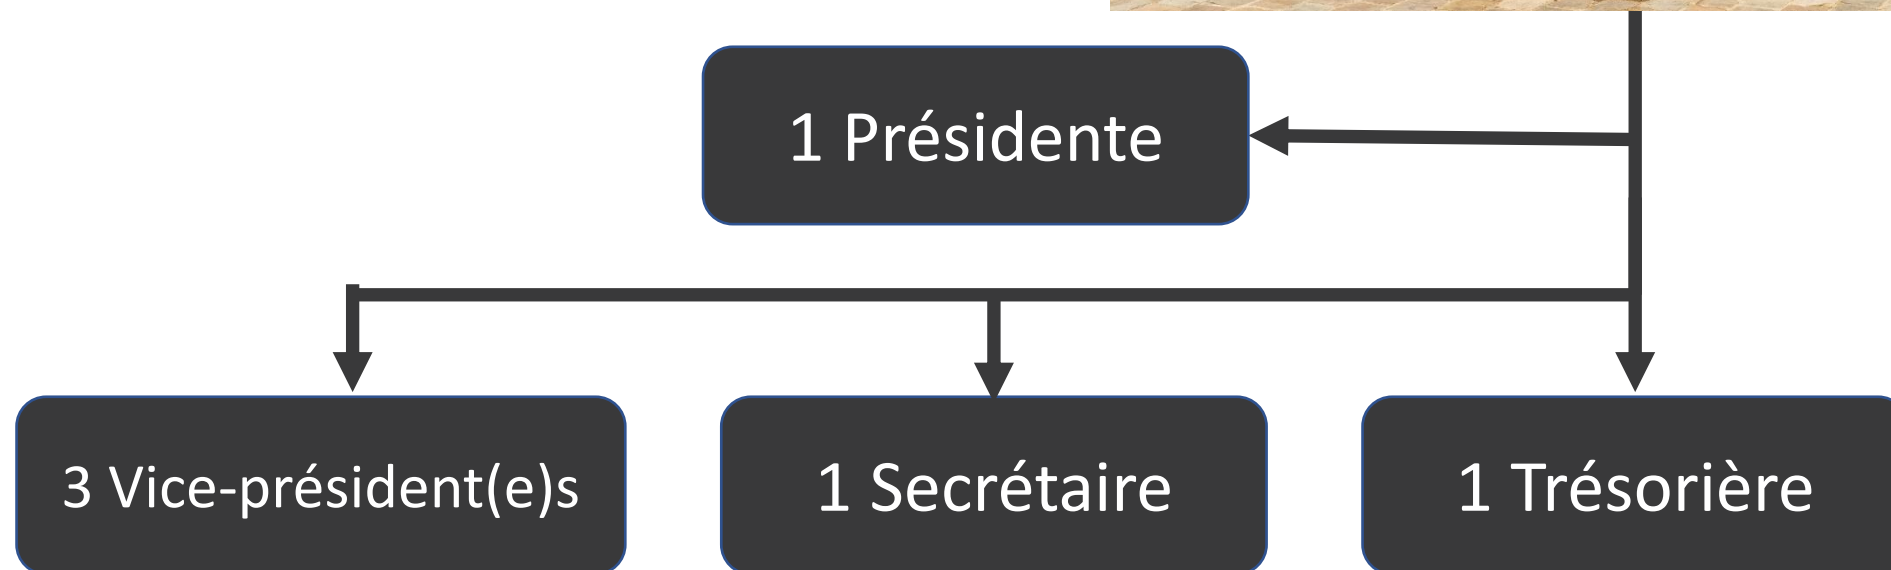 1 Présidente
3 Vice-président(e)s
1 Secrétaire
1 Trésorière